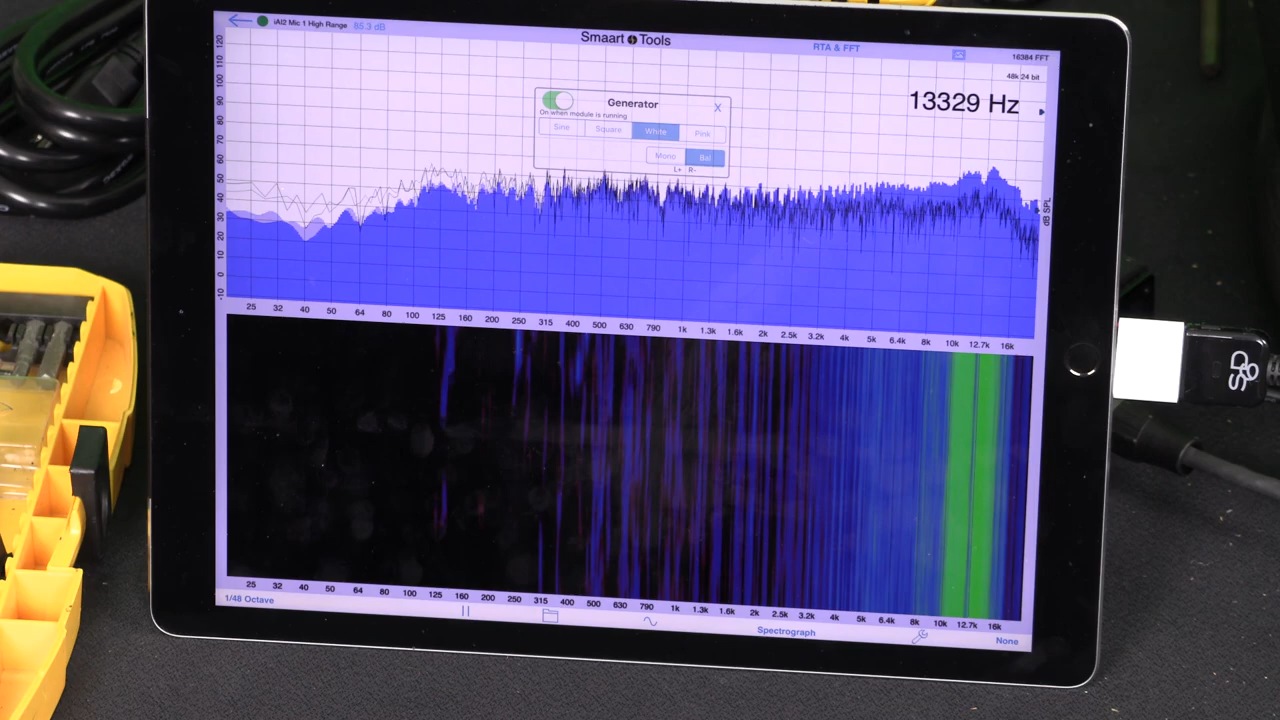 iAI2 Mic 1 High Range 85.3 dB
Smaart Tools
RTA & FFT
16384 FFT
48k 24 bit
13329 Hz
Generator X
On when module is running
Sine Square White Pink
Mono Bal
L+ R-
120
110
100
90
80
70
60
50
40
30
20
10
0
-10
dB SPL
25 32 40 50 64 80 100 125 160 200 250 315 400 500 630 790 1k 1.3k 1.6k 2k 2.5k 3.2k 4k 5k 6.4k 8k 10k 12.7k 16k
25 32 40 50 64 80 100 125 160 200 250 315 400 500 630 790 1k 1.3k 1.6k 2k 2.5k 3.2k 4k 5k 6.4k 8k 10k 12.7k 16k
1/48 Octave
Spectrograph
None